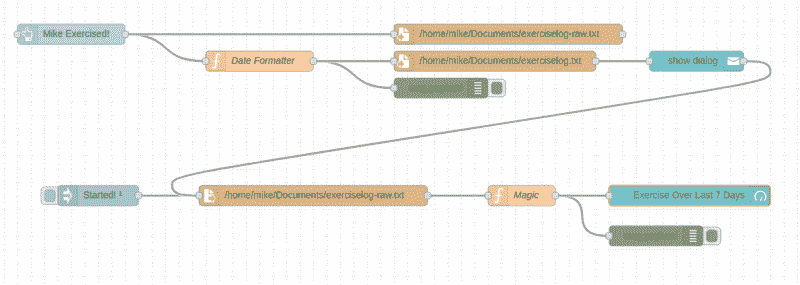 Mike Exercised!
/home/mike/Documents/exerciselog-raw.txt
Date Formatter
/home/mike/Documents/exerciselog.txt
show dialog
Started! ¹
/home/mike/Documents/exerciselog-raw.txt
Magic
Exercise Over Last 7 Days